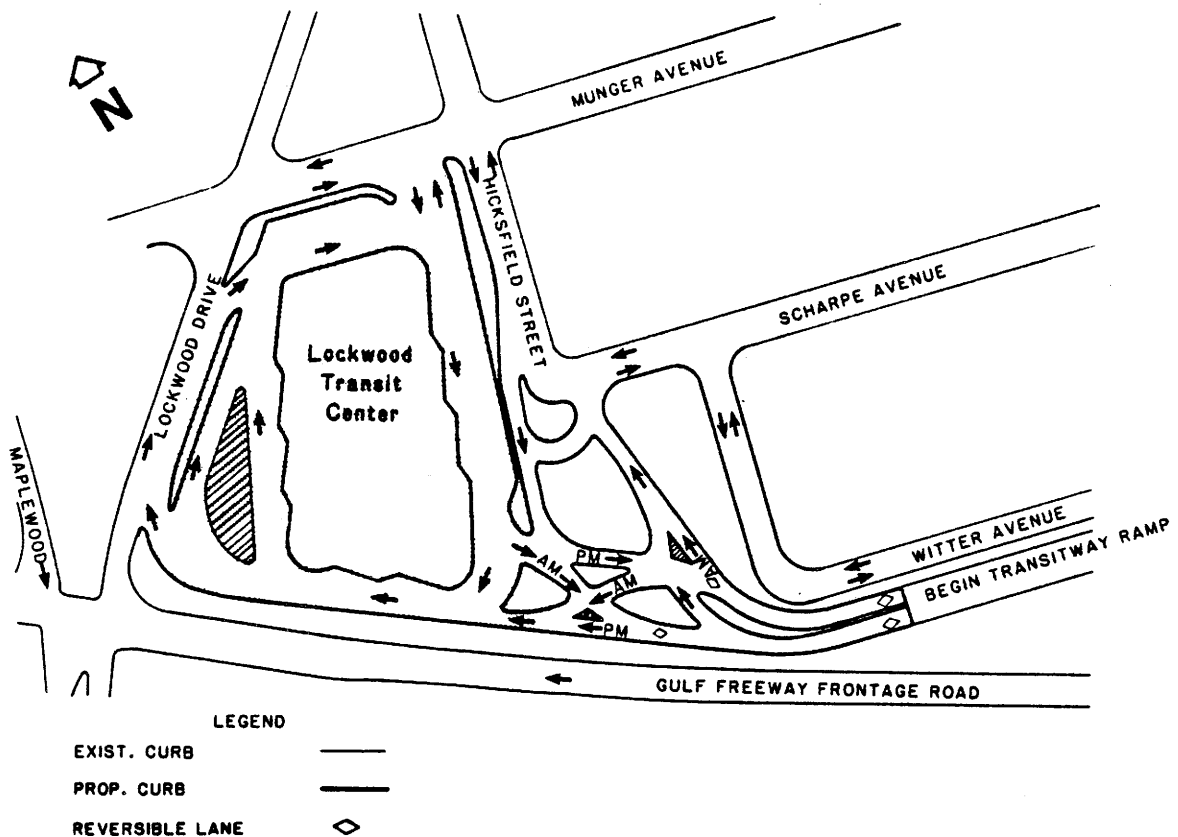 MUNGER AVENUE
N
HICKSFIELD STREET
SCHARPE AVENUE
LOCKWOOD DRIVE
Lockwood
Transit
Center
MAPLEWOOD
WITTER AVENUE
BEGIN TRANSITWAY RAMP
AM
PM
AM
AM
PM
GULF FREEWAY FRONTAGE ROAD
LEGEND
EXIST. CURB
PROP. CURB
REVERSIBLE LANE